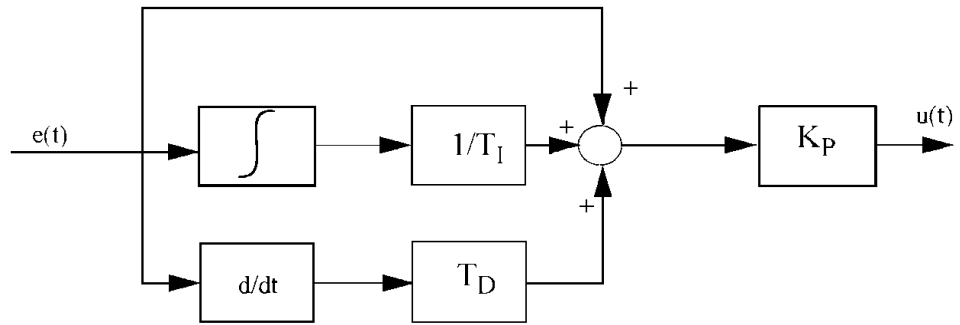 +
e(t)
∫
1/T_I
+
K_P
u(t)
+
d/dt
T_D